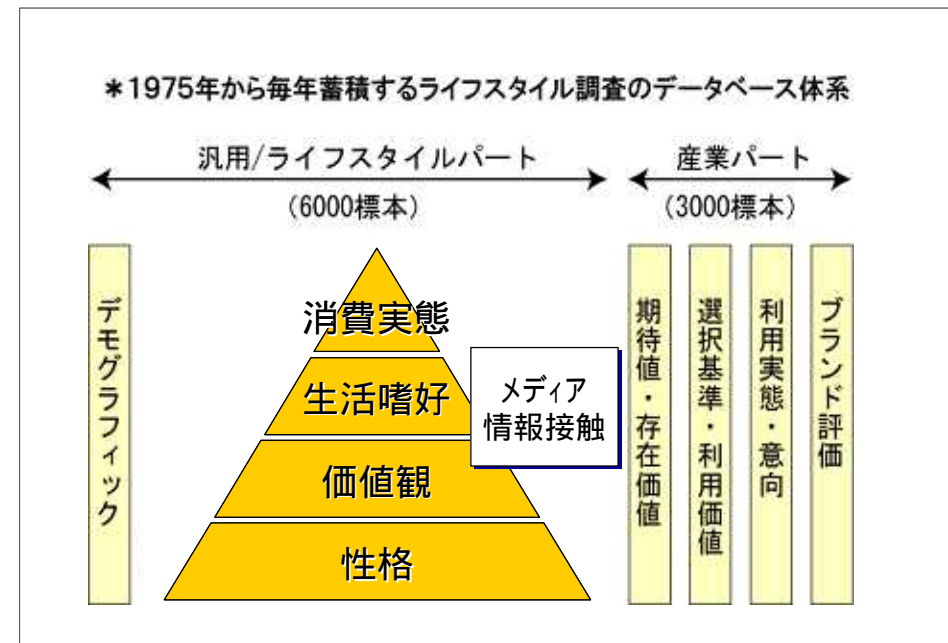 *1975年から毎年蓄積するライフスタイル調査のデータベース体系
汎用/ライフスタイルパート
(6000標本)
産業パート
(3000標本)
デモグラフィック
消費実態
生活嗜好
価値観
性格
メディア
情報接触
期待値・存在価値
選択基準・利用価値
利用実態・意向
ブランド評価